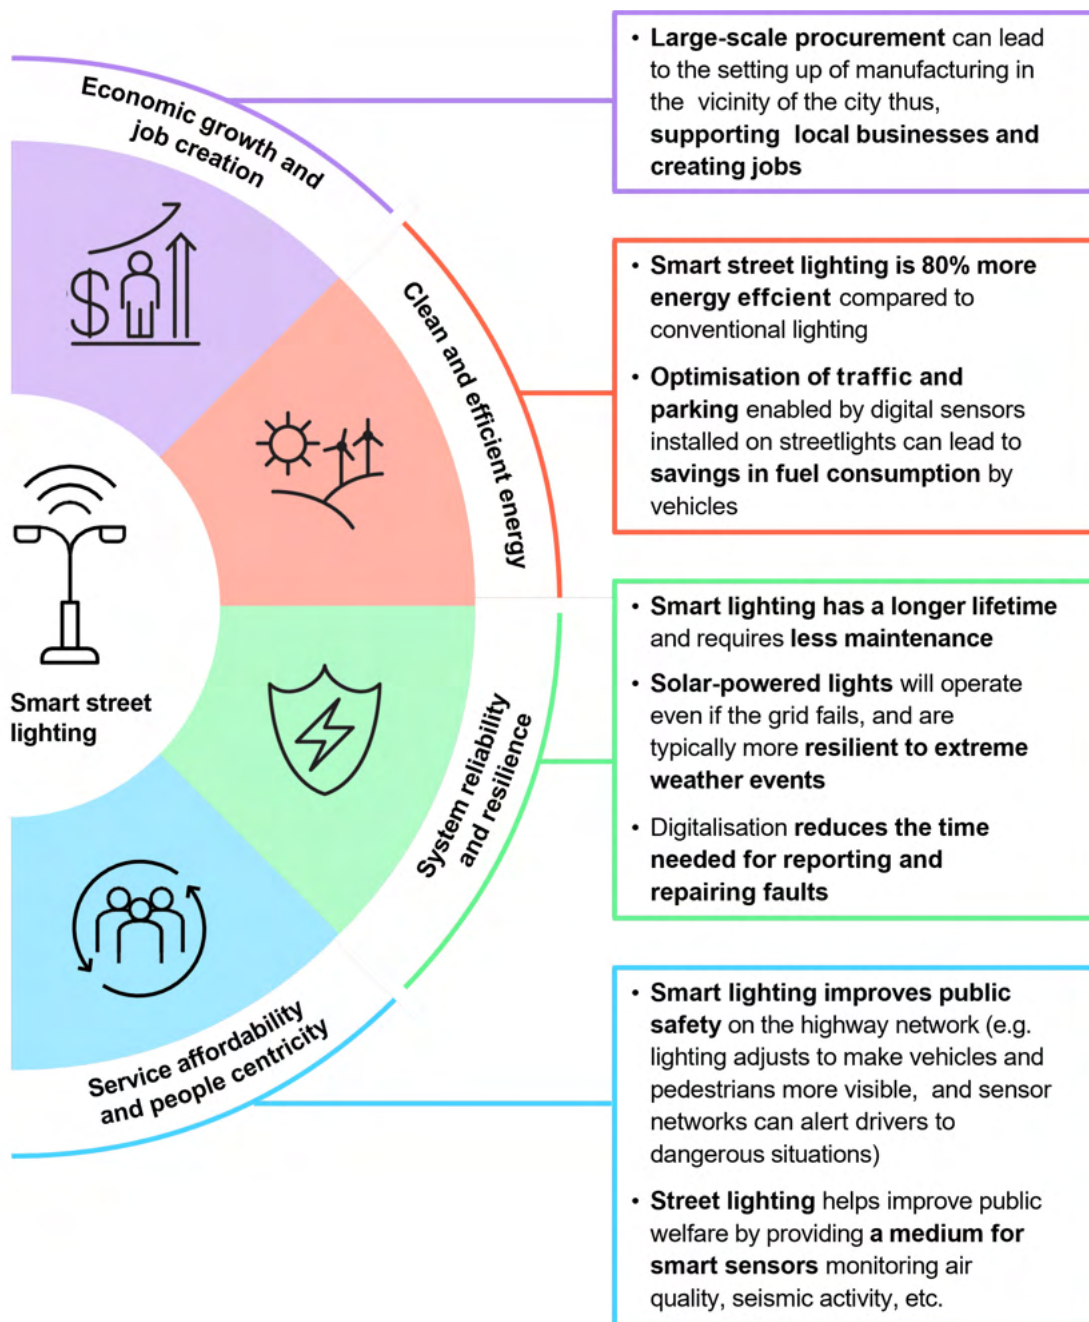 Economic growth and
job creation
• Large-scale procurement can lead
to the setting up of manufacturing in
the vicinity of the city thus,
supporting local businesses and
creating jobs
Clean and efficient energy
• Smart street lighting is 80% more
energy effcient compared to
conventional lighting
• Optimisation of traffic and
parking enabled by digital sensors
installed on streetlights can lead to
savings in fuel consumption by
vehicles
Smart street
lighting
System reliability
and resilience
• Smart lighting has a longer lifetime
and requires less maintenance
• Solar-powered lights will operate
even if the grid fails, and are
typically more resilient to extreme
weather events
• Digitalisation reduces the time
needed for reporting and
repairing faults
Service affordability
and people centricity
• Smart lighting improves public
safety on the highway network (e.g.
lighting adjusts to make vehicles and
pedestrians more visible, and sensor
networks can alert drivers to
dangerous situations)
• Street lighting helps improve public
welfare by providing a medium for
smart sensors monitoring air
quality, seismic activity, etc.